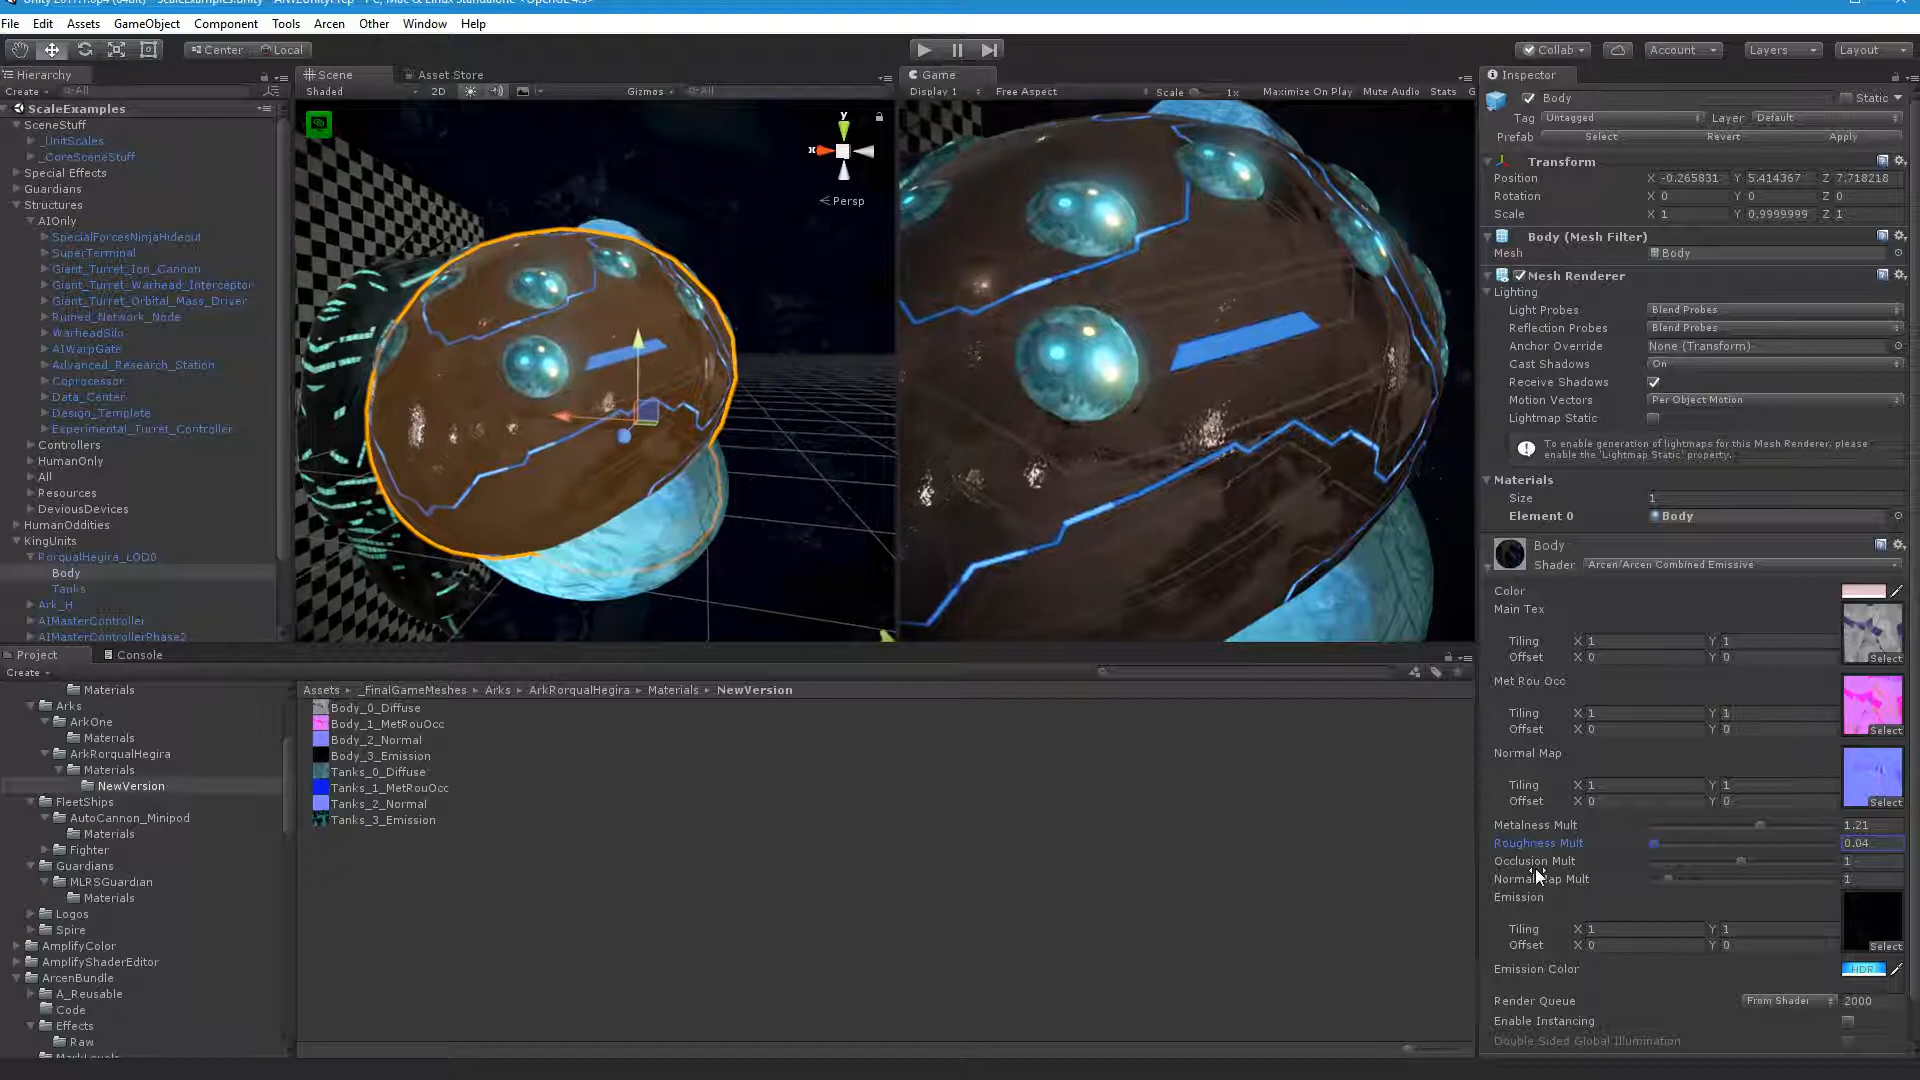 File Edit Assets GameObject Component Tools Arcen Other Window Help
Center Local
Collab Account Layers Layout
Hierarchy
Create All
ScaleExamples
SceneStuff
_UnitScales
_CoreSceneStuff
Special Effects
Guardians
Structures
AIOnly
SpecialForcesNinjaHideout
SuperTerminal
Giant_Turret_Ion_Cannon
Giant_Turret_Warhead_Interceptor
Giant_Turret_Orbital_Mass_Driver
Ruined_Network_Node
WarheadSilo
AIWarpGate
Advanced_Research_Station
Coprocessor
Data_Center
Design_Template
Experimental_Turret_Controller
Controllers
HumanOnly
All
Resources
DeviousDevices
HumanOddities
KingUnits
RorqualHegira_LOD0
Body
Tanks
Ark_H
AIMasterController
AIMasterControllerPhase2
Scene Asset Store
Shaded 2D Gizmos All
y
x
Persp
Game
Display 1 Free Aspect Scale 1x Maximize On Play Mute Audio Stats G
Inspector
Body Static
Tag Untagged Layer Default
Prefab Select Revert Apply
Transform
Position X -0.265831 Y 5.414367 Z 7.718218
Rotation X 0 Y 0 Z 0
Scale X 1 Y 0.9999999 Z 1
Body (Mesh Filter)
Mesh Body
Mesh Renderer
Lighting
Light Probes Blend Probes
Reflection Probes Blend Probes
Anchor Override None (Transform)
Cast Shadows On
Receive Shadows
Motion Vectors Per Object Motion
Lightmap Static
To enable generation of lightmaps for this Mesh Renderer, please
enable the 'Lightmap Static' property.
Materials
Size 1
Element 0 Body
Body
Shader Arcen/Arcen Combined Emissive
Color
Main Tex
Tiling X 1 Y 1
Offset X 0 Y 0 Select
Met Rou Occ
Tiling X 1 Y 1
Offset X 0 Y 0 Select
Normal Map
Tiling X 1 Y 1
Offset X 0 Y 0 Select
Metalness Mult 1.21
Roughness Mult 0.04
Occlusion Mult 1
Normal Map Mult 1
Emission
Tiling X 1 Y 1
Offset X 0 Y 0 Select
Emission Color HDR
Render Queue From Shader 2000
Enable Instancing
Double Sided Global Illumination
Project Console
Create
Materials
Arks
ArkOne
Materials
ArkRorqualHegira
Materials
NewVersion
FleetShips
AutoCannon_Minipod
Materials
Fighter
Guardians
MLRSGuardian
Materials
Logos
Spire
AmplifyColor
AmplifyShaderEditor
ArcenBundle
A_Reusable
Code
Effects
Raw
Assets _FinalGameMeshes Arks ArkRorqualHegira Materials NewVersion
Body_0_Diffuse
Body_1_MetRouOcc
Body_2_Normal
Body_3_Emission
Tanks_0_Diffuse
Tanks_1_MetRouOcc
Tanks_2_Normal
Tanks_3_Emission